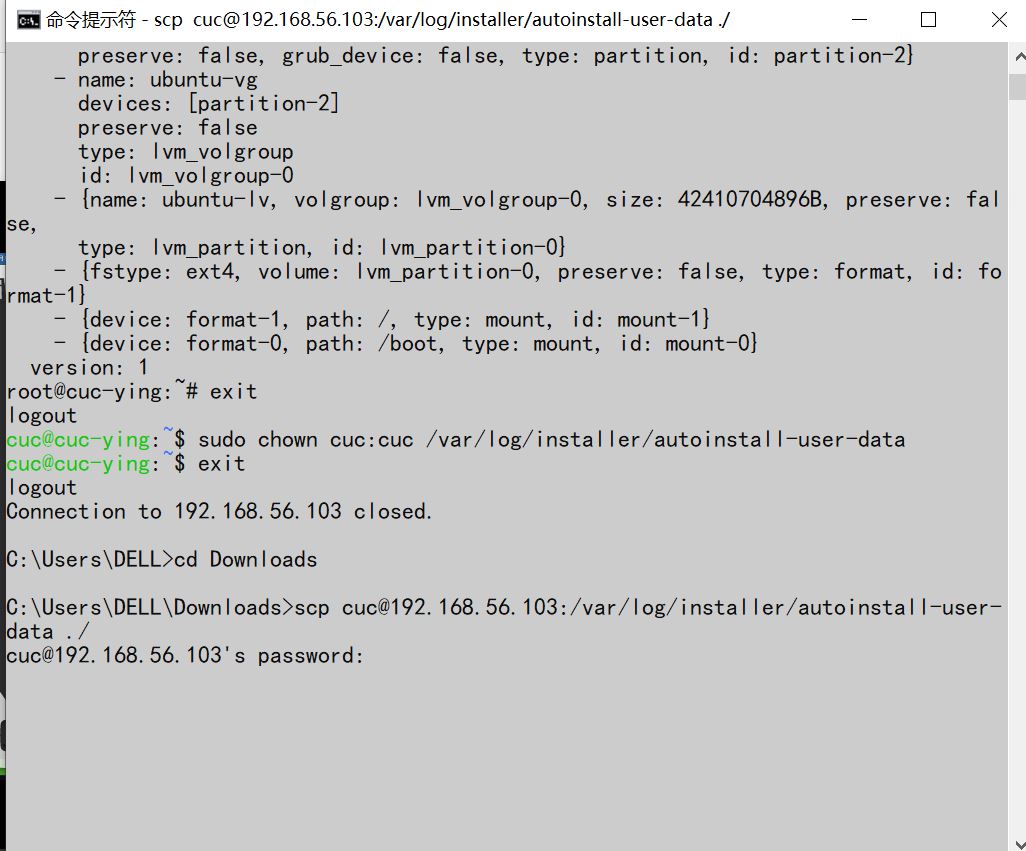 命令提示符 - scp  cuc@192.168.56.103:/var/log/installer/autoinstall-user-data ./
preserve: false, grub_device: false, type: partition, id: partition-2}
- name: ubuntu-vg
devices: [partition-2]
preserve: false
type: lvm_volgroup
id: lvm_volgroup-0
- {name: ubuntu-lv, volgroup: lvm_volgroup-0, size: 42410704896B, preserve: fal
se,
type: lvm_partition, id: lvm_partition-0}
- {fstype: ext4, volume: lvm_partition-0, preserve: false, type: format, id: fo
rmat-1}
- {device: format-1, path: /, type: mount, id: mount-1}
- {device: format-0, path: /boot, type: mount, id: mount-0}
version: 1
root@cuc-ying:~# exit
logout
cuc@cuc-ying:~$ sudo chown cuc:cuc /var/log/installer/autoinstall-user-data
cuc@cuc-ying:~$ exit
logout
Connection to 192.168.56.103 closed.
C:\Users\DELL>cd Downloads
C:\Users\DELL\Downloads>scp cuc@192.168.56.103:/var/log/installer/autoinstall-user-
data ./
cuc@192.168.56.103's password: